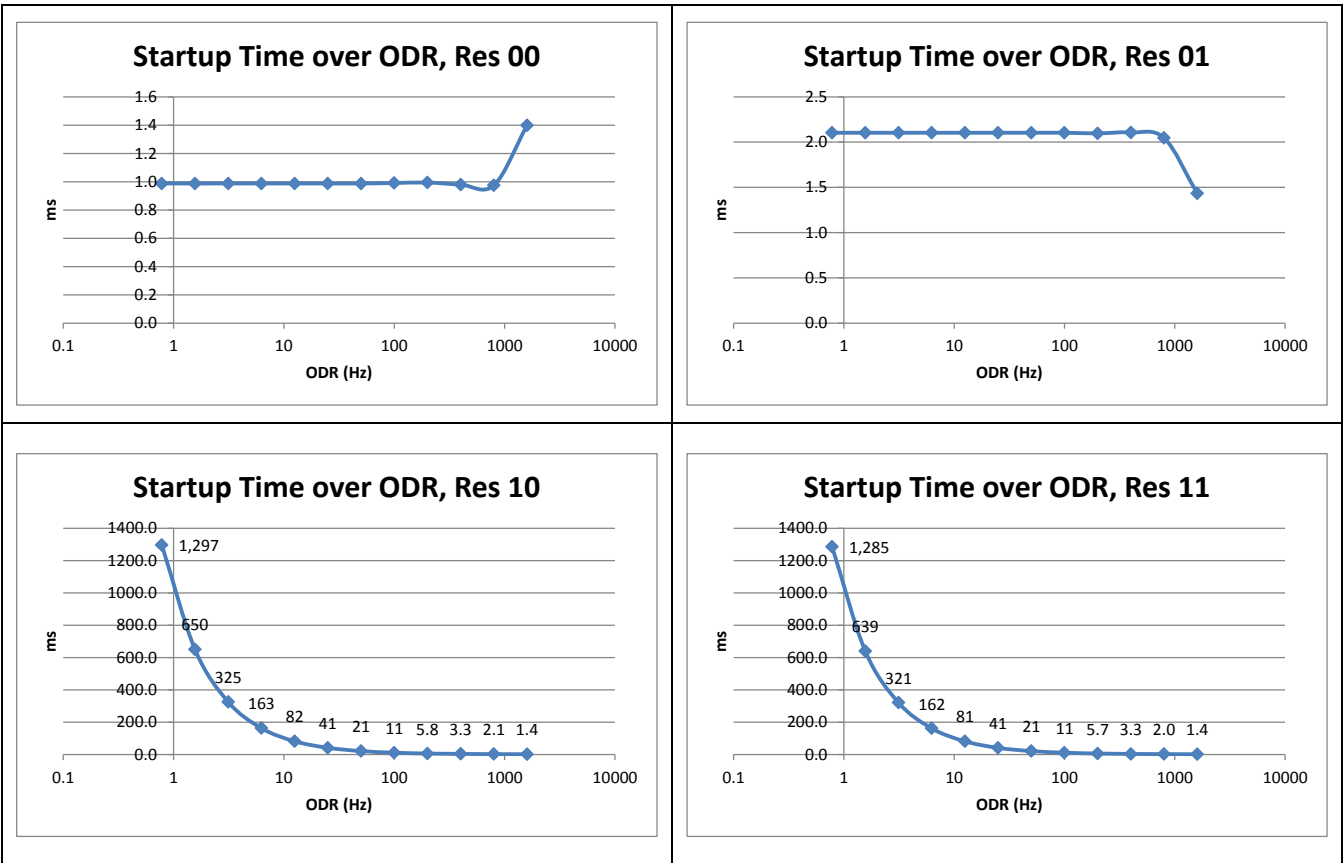 Startup Time over ODR, Res 00
1.6
1.4
1.2
1.0
0.8
0.6
0.4
0.2
0.0
ms
0.1 1 10 100 1000 10000
ODR (Hz)
Startup Time over ODR, Res 01
2.5
2.0
1.5
1.0
0.5
0.0
ms
0.1 1 10 100 1000 10000
ODR (Hz)
Startup Time over ODR, Res 10
1400.0
1200.0
1000.0
800.0
600.0
400.0
200.0
0.0
ms
1,297
650
325
163
82 41 21 11 5.8 3.3 2.1 1.4
0.1 1 10 100 1000 10000
ODR (Hz)
Startup Time over ODR, Res 11
1400.0
1200.0
1000.0
800.0
600.0
400.0
200.0
0.0
ms
1,285
639
321
162
81 41 21 11 5.7 3.3 2.0 1.4
0.1 1 10 100 1000 10000
ODR (Hz)